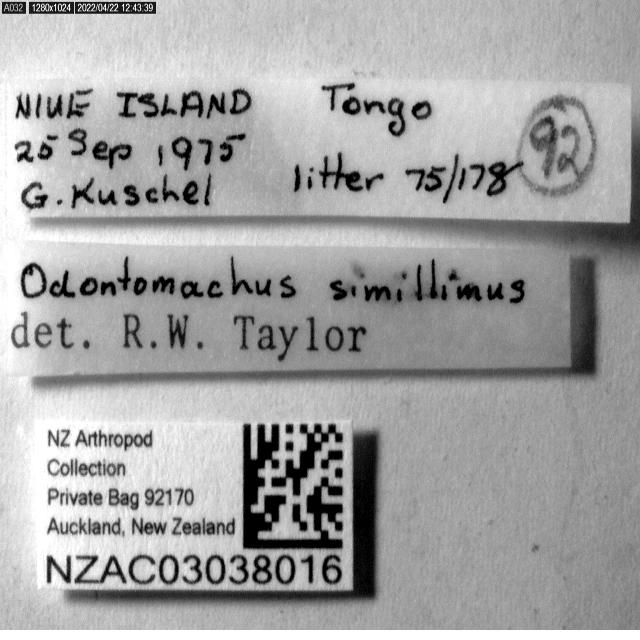 A032 1280x1024 2022/04/22 12:43:39
NIUE ISLAND Tongo
25 Sep 1975
G. Kuschel litter 75/178
92
Odontomachus simillimus
det. R.W. Taylor
NZ Arthropod
Collection
Private Bag 92170
Auckland, New Zealand
NZAC03038016